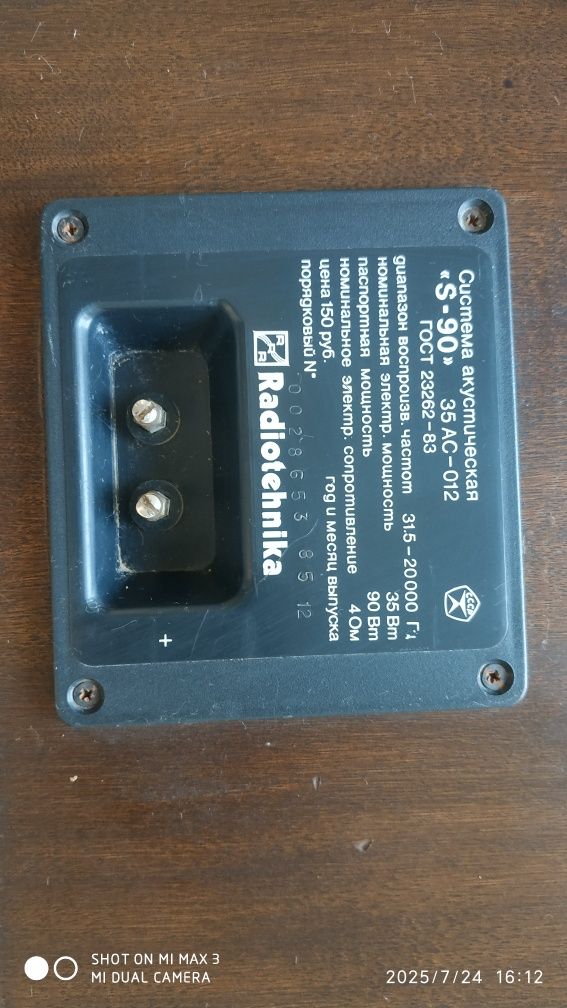 Система акустическая
«S-90» 35 АС-012
ГОСТ 23262-83
диапазон воспроизв. частот 31.5-20000 Гц
номинальная электр. мощность 35 Вт
паспортная мощность 90 Вт
номинальное электр. сопротивление 4 Ом
цена 150 руб. год и месяц выпуска
порядковый № 0028653 85 12
Radiotehnika
+
СССР
SHOT ON MI MAX 3
MI DUAL CAMERA
2025/7/24 16:12